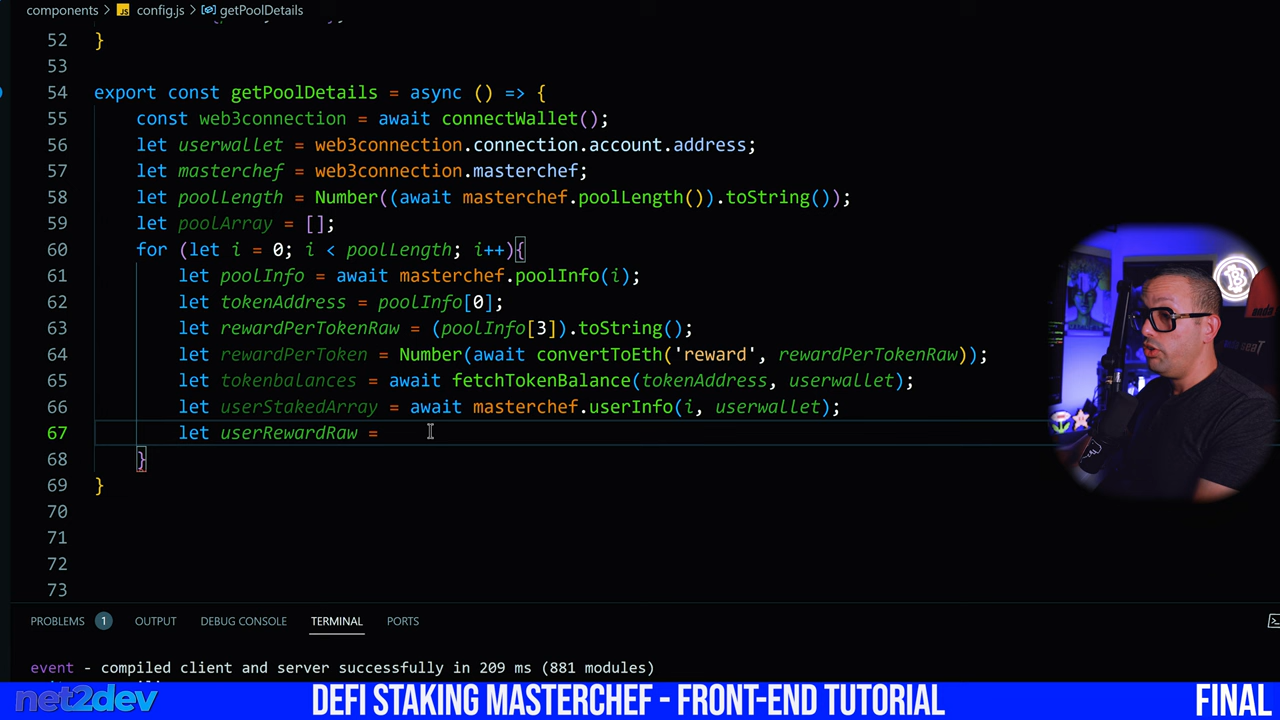 components > JS config.js > getPoolDetails
52 }
53
54 export const getPoolDetails = async () => {
55 const web3connection = await connectWallet();
56 let userwallet = web3connection.connection.account.address;
57 let masterchef = web3connection.masterchef;
58 let poolLength = Number((await masterchef.poolLength()).toString());
59 let poolArray = [];
60 for (let i = 0; i < poolLength; i++){
61 let poolInfo = await masterchef.poolInfo(i);
62 let tokenAddress = poolInfo[0];
63 let rewardPerTokenRaw = (poolInfo[3]).toString();
64 let rewardPerToken = Number(await convertToEth('reward', rewardPerTokenRaw));
65 let tokenbalances = await fetchTokenBalance(tokenAddress, userwallet);
66 let userStakedArray = await masterchef.userInfo(i, userwallet);
67 let userRewardRaw =
68 }
69 }
70
71
72
73
PROBLEMS 1 OUTPUT DEBUG CONSOLE TERMINAL PORTS
event - compiled client and server successfully in 209 ms (881 modules)
net2dev DEFI STAKING MASTERCHEF - FRONT-END TUTORIAL FINAL